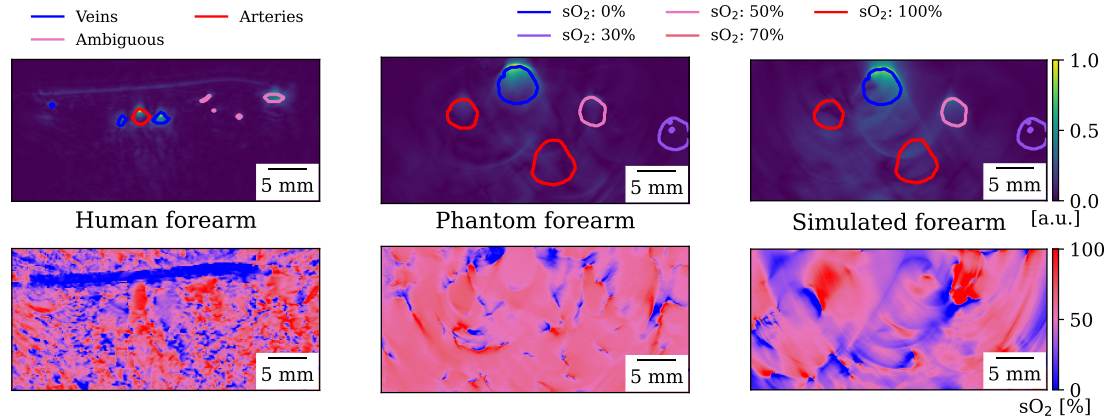 Veins
Arteries
Ambiguous
sO₂: 0%
sO₂: 50%
sO₂: 100%
sO₂: 30%
sO₂: 70%
5 mm
5 mm
5 mm
1.0
0.5
0.0
[a.u.]
Human forearm
Phantom forearm
Simulated forearm
5 mm
5 mm
5 mm
100
50
0
sO₂ [%]